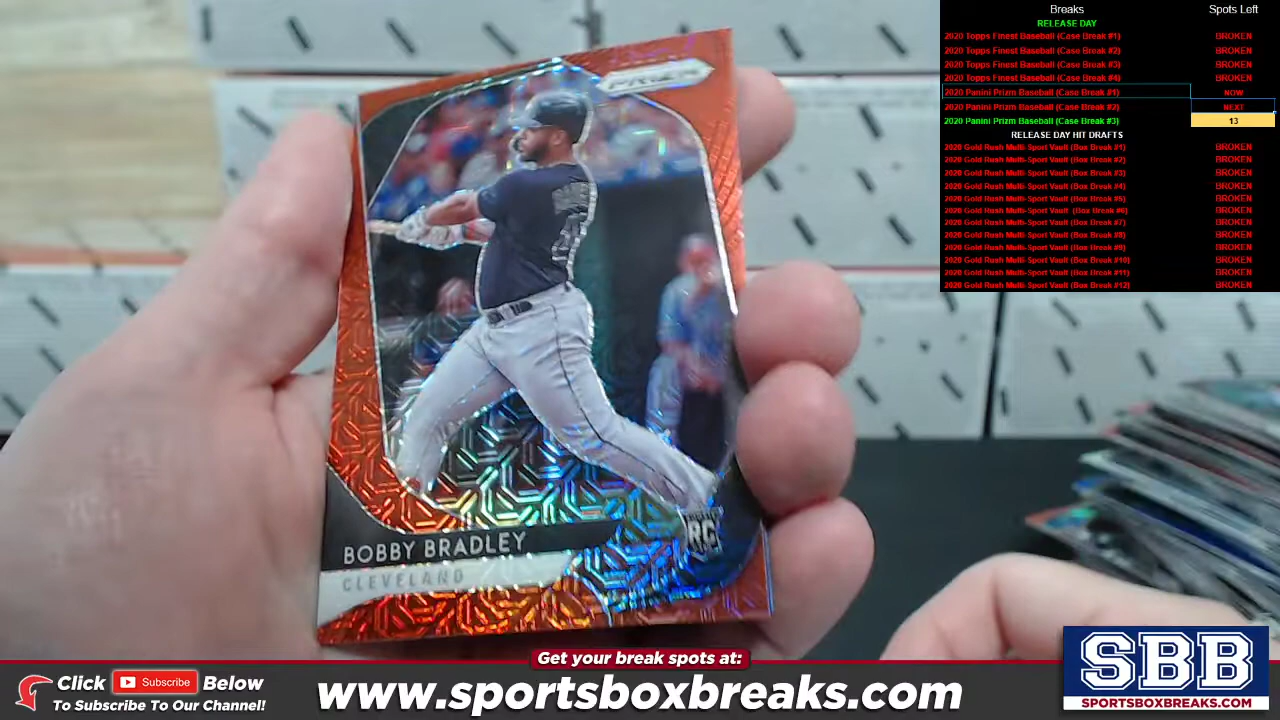 Breaks Spots Left
RELEASE DAY
2020 Topps Finest Baseball (Case Break #1) BROKEN
2020 Topps Finest Baseball (Case Break #2) BROKEN
2020 Topps Finest Baseball (Case Break #3) BROKEN
2020 Topps Finest Baseball (Case Break #4) BROKEN
2020 Panini Prizm Baseball (Case Break #1) NOW
2020 Panini Prizm Baseball (Case Break #2) NEXT
2020 Panini Prizm Baseball (Case Break #3) 13
RELEASE DAY HIT DRAFTS
2020 Gold Rush Multi-Sport Vault (Box Break #1) BROKEN
2020 Gold Rush Multi-Sport Vault (Box Break #2) BROKEN
2020 Gold Rush Multi-Sport Vault (Box Break #3) BROKEN
2020 Gold Rush Multi-Sport Vault (Box Break #4) BROKEN
2020 Gold Rush Multi-Sport Vault (Box Break #5) BROKEN
2020 Gold Rush Multi-Sport Vault (Box Break #6) BROKEN
2020 Gold Rush Multi-Sport Vault (Box Break #7) BROKEN
2020 Gold Rush Multi-Sport Vault (Box Break #8) BROKEN
2020 Gold Rush Multi-Sport Vault (Box Break #9) BROKEN
2020 Gold Rush Multi-Sport Vault (Box Break #10) BROKEN
2020 Gold Rush Multi-Sport Vault (Box Break #11) BROKEN
2020 Gold Rush Multi-Sport Vault (Box Break #12) BROKEN
RC
BOBBY BRADLEY
CLEVELAND
Get your break spots at:
Click Subscribe Below
To Subscribe To Our Channel!
www.sportsboxbreaks.com
SBB
SPORTSBOXBREAKS.COM